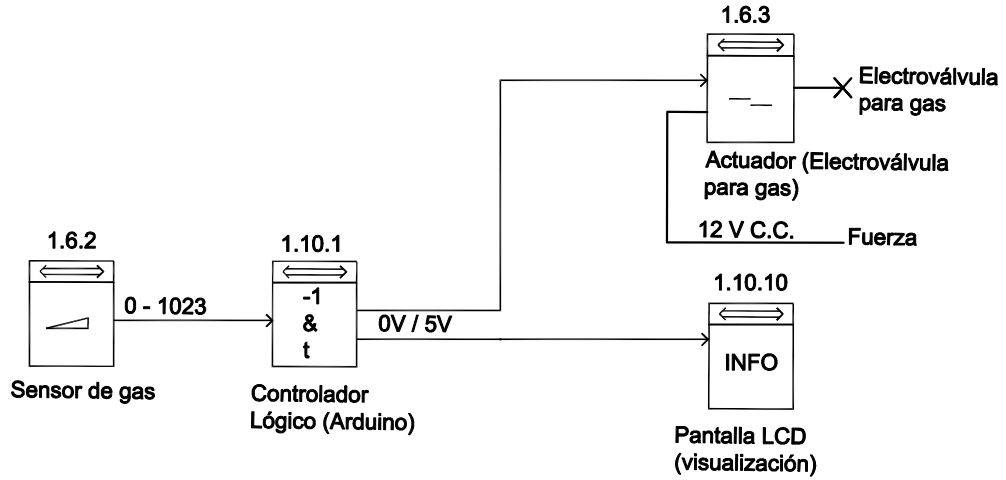 1.6.3
Electroválvula
para gas
Actuador (Electroválvula
para gas)
12 V C.C.
Fuerza
1.6.2
1.10.1
1.10.10
0 - 1023
-1
&
t
0V / 5V
INFO
Sensor de gas
Controlador
Lógico (Arduino)
Pantalla LCD
(visualización)